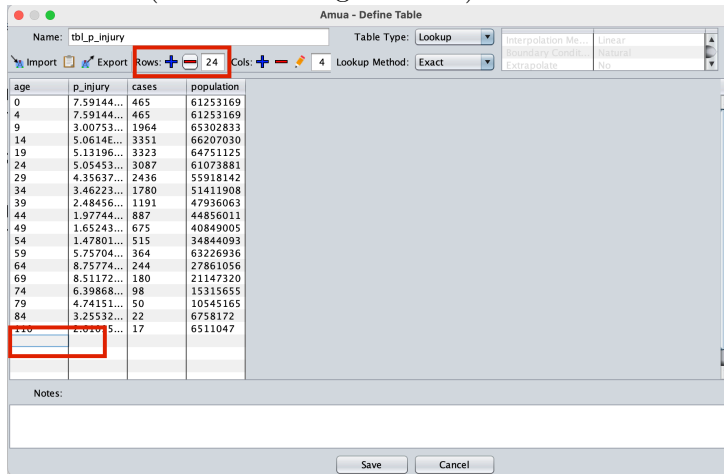 Amua - Define Table
Name: tbl_p_injury Table Type: Lookup Interpolation Me... Linear
Boundary Condit... Natural
Import Export Rows: 24 Cols: 4 Lookup Method: Exact Extrapolate No
age p_injury cases population
0 7.59144... 465 61253169
4 7.59144... 465 61253169
9 3.00753... 1964 65302833
14 5.0614E... 3351 66207030
19 5.13196... 3323 64751125
24 5.05453... 3087 61073881
29 4.35637... 2436 55918142
34 3.46223... 1780 51411908
39 2.48456... 1191 47936063
44 1.97744... 887 44856011
49 1.65243... 675 40849005
54 1.47801... 515 34844093
59 5.75704... 364 63226936
64 8.75774... 244 27861056
69 8.51172... 180 21147320
74 6.39868... 98 15315655
79 4.74151... 50 10545165
84 3.25532... 22 6758172
110 17 6511047
Notes:
Save Cancel